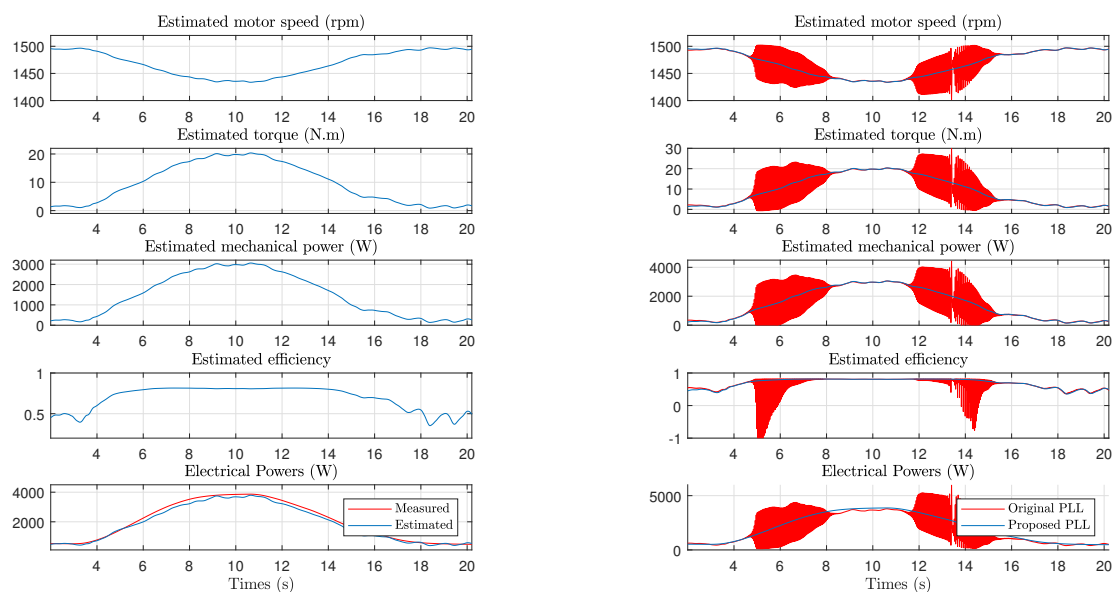 Estimated motor speed (rpm)
1500
1450
1400
4 6 8 10 12 14 16 18 20
Estimated torque (N.m)
20
10
0
4 6 8 10 12 14 16 18 20
Estimated mechanical power (W)
3000
2000
1000
0
4 6 8 10 12 14 16 18 20
Estimated efficiency
1
0.5
4 6 8 10 12 14 16 18 20
Electrical Powers (W)
4000
2000
Measured
Estimated
4 6 8 10 12 14 16 18 20
Times (s)
Estimated motor speed (rpm)
1500
1450
1400
4 6 8 10 12 14 16 18 20
Estimated torque (N.m)
30
20
10
0
4 6 8 10 12 14 16 18 20
Estimated mechanical power (W)
4000
2000
0
4 6 8 10 12 14 16 18 20
Estimated efficiency
1
0
-1
4 6 8 10 12 14 16 18 20
Electrical Powers (W)
5000
0
Original PLL
Proposed PLL
4 6 8 10 12 14 16 18 20
Times (s)